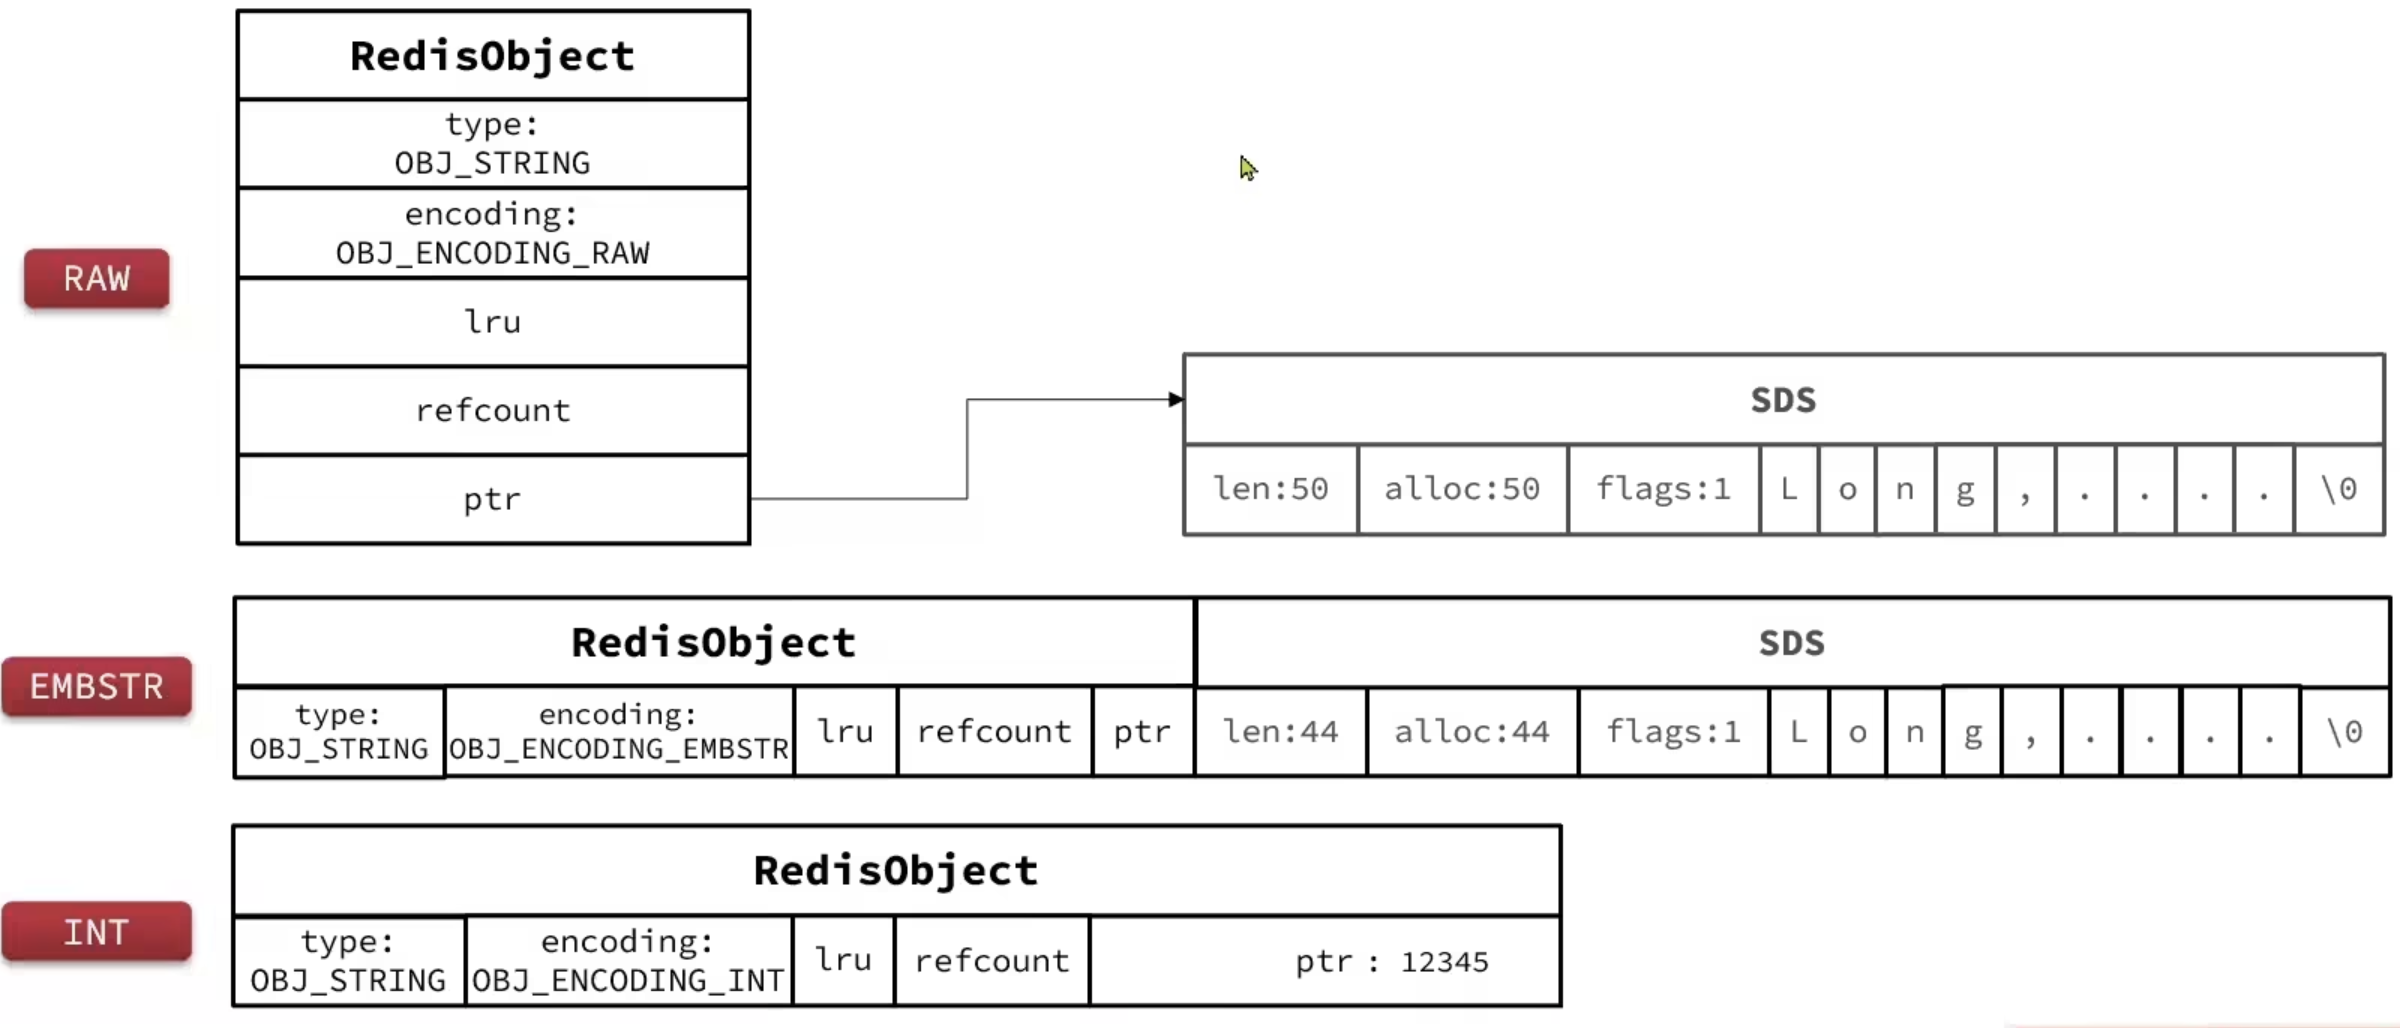 RedisObject
type:
OBJ_STRING
encoding:
OBJ_ENCODING_RAW
RAW
lru
refcount
ptr
SDS
len:50 alloc:50 flags:1 L o n g , . . . . \0
RedisObject SDS
EMBSTR
type:
OBJ_STRING
encoding:
OBJ_ENCODING_EMBSTR
lru refcount ptr len:44 alloc:44 flags:1 L o n g , . . . . \0
RedisObject
INT
type:
OBJ_STRING
encoding:
OBJ_ENCODING_INT
lru refcount ptr : 12345